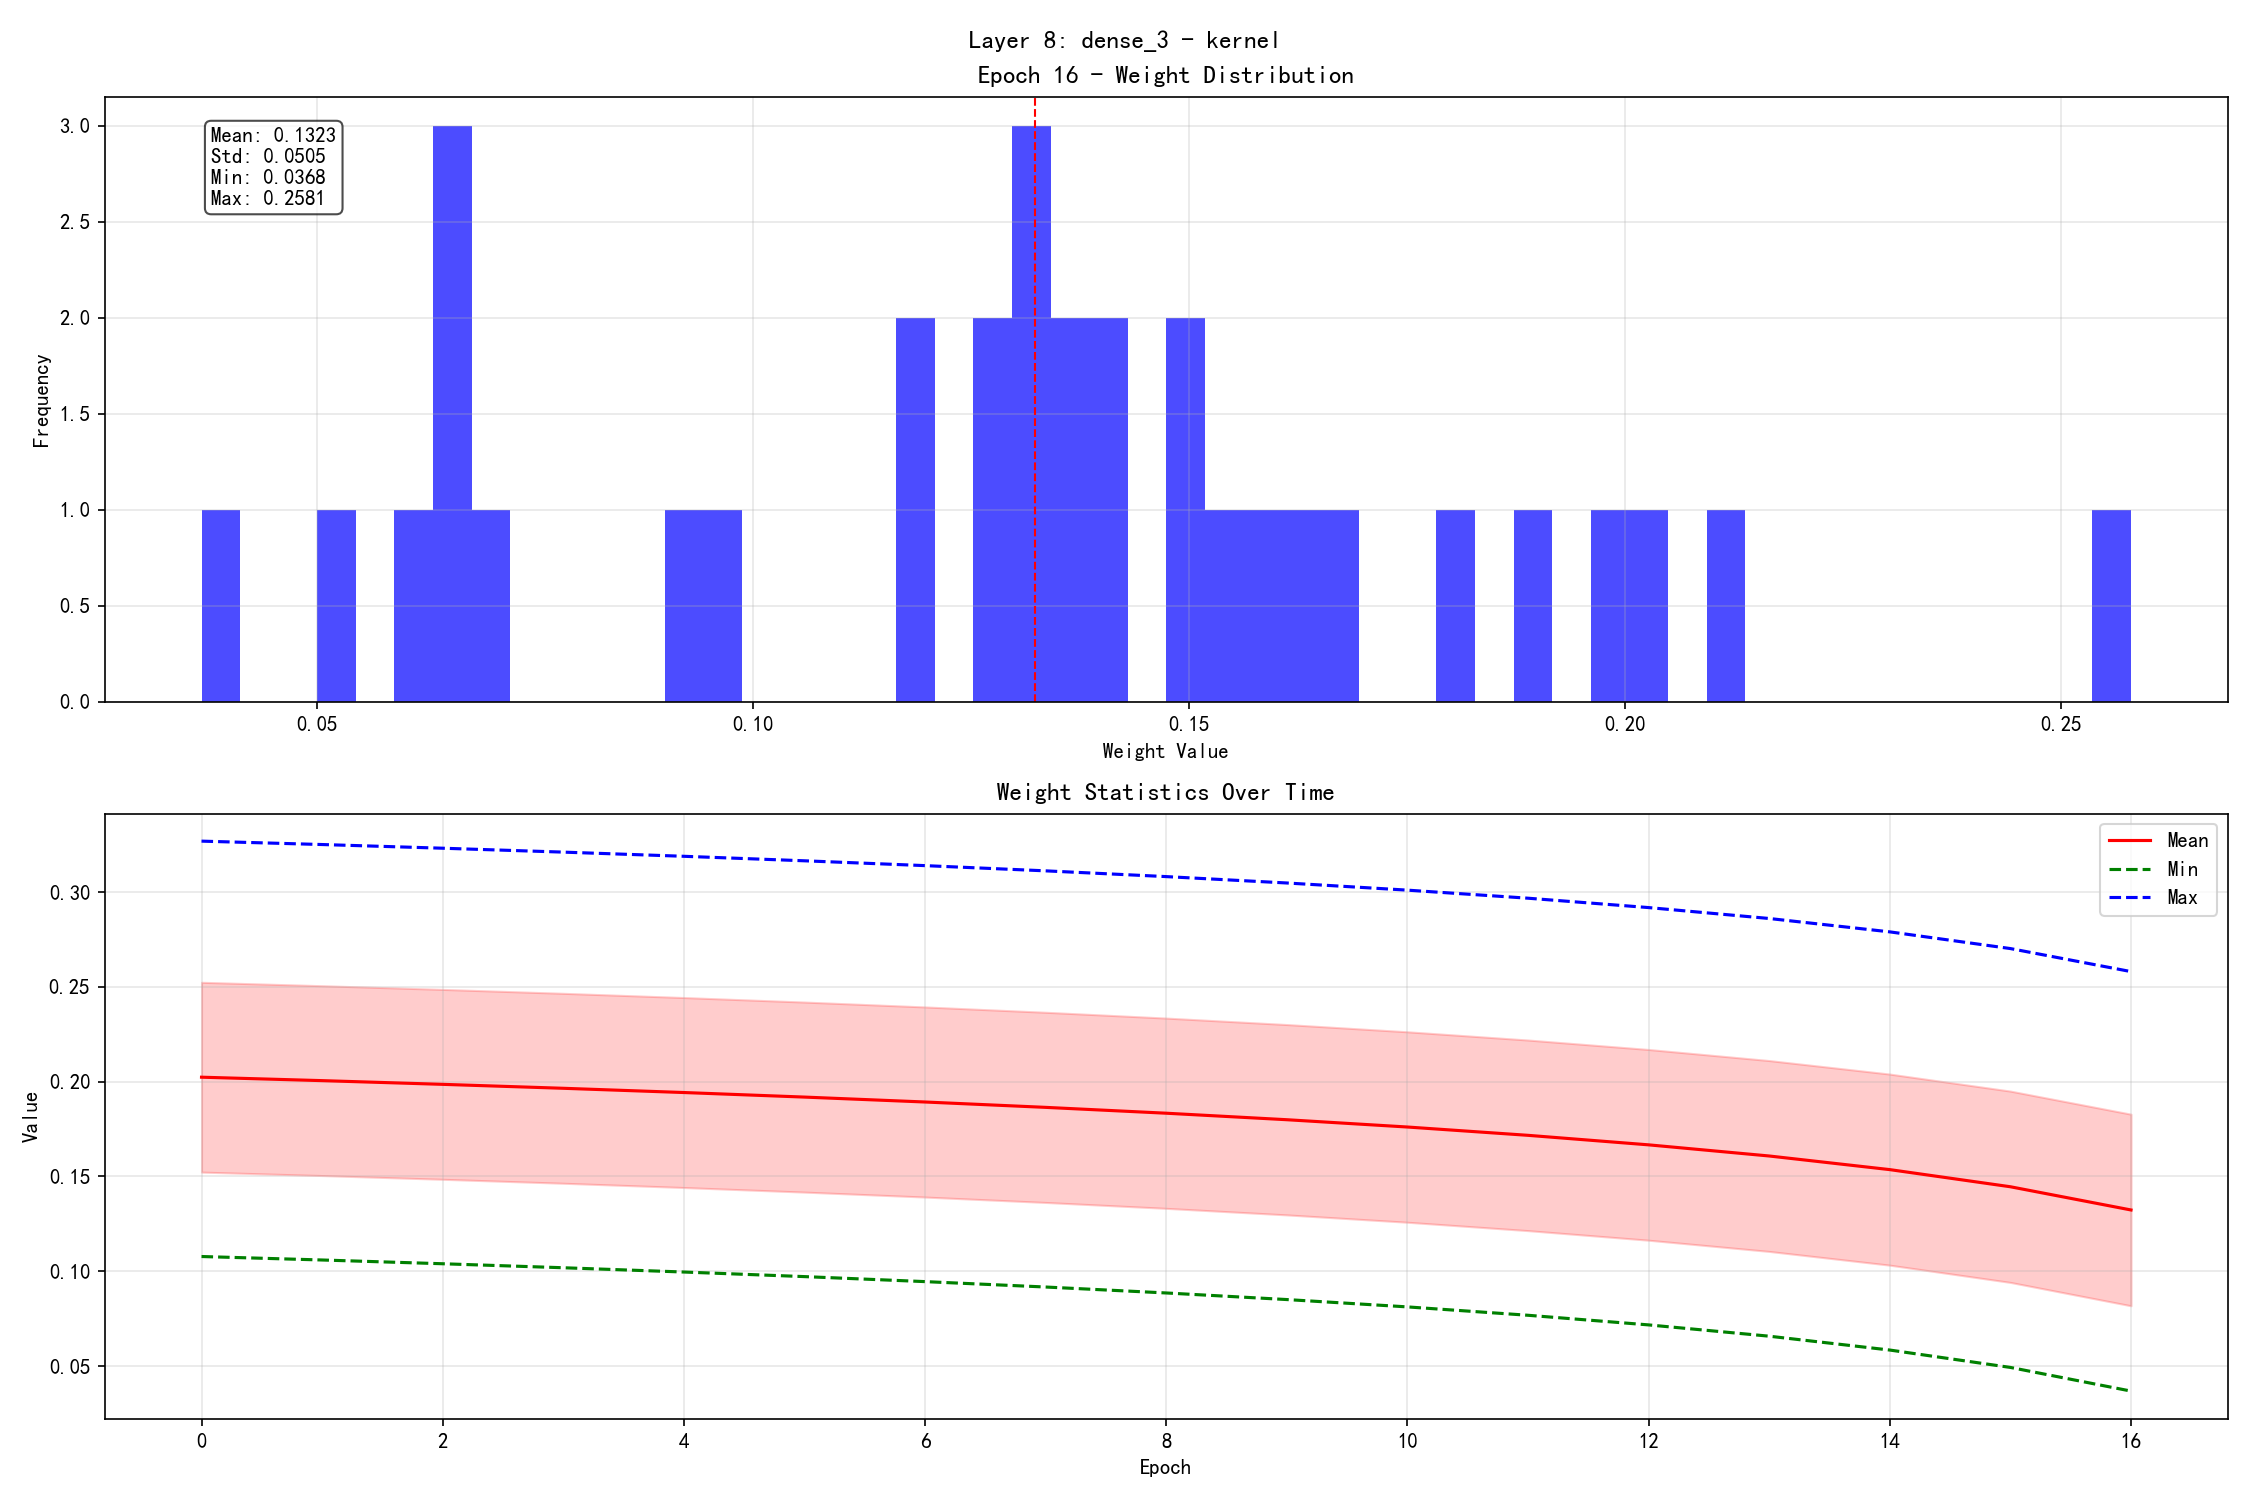 Layer 8: dense_3 - kernel
Epoch 16 - Weight Distribution
Mean: 0.1323
Std: 0.0505
Min: 0.0368
Max: 0.2581
3.0
2.5
2.0
1.5
1.0
0.5
0.0
Frequency
0.05 0.10 0.15 0.20 0.25
Weight Value
Weight Statistics Over Time
Mean
Min
Max
0.30
0.25
0.20
0.15
0.10
0.05
Value
0 2 4 6 8 10 12 14 16
Epoch